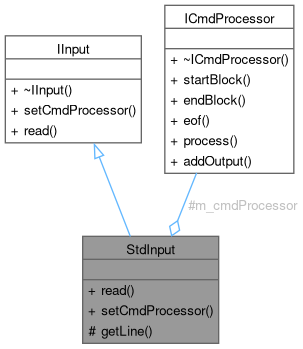 ICmdProcessor
+ ~ICmdProcessor()
+ startBlock()
+ endBlock()
+ eof()
+ process()
+ addOutput()
IInput
+ ~IInput()
+ setCmdProcessor()
+ read()
#m_cmdProcessor
StdInput
+ read()
+ setCmdProcessor()
# getLine()